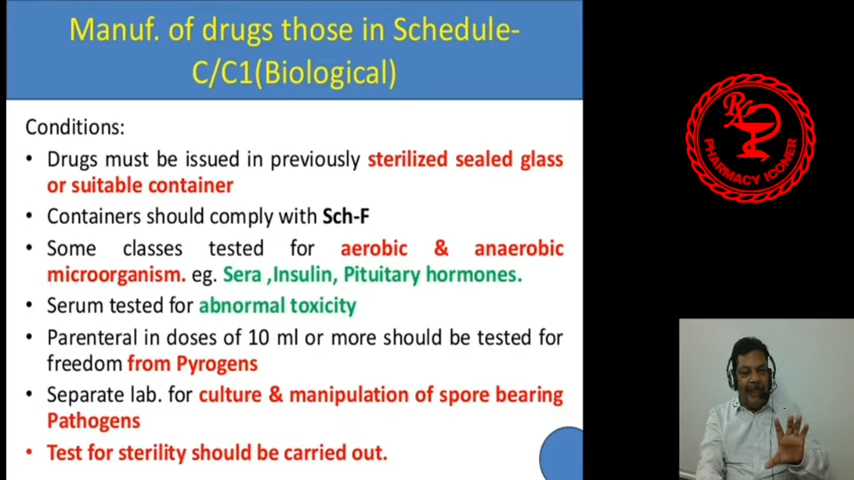 Manuf. of drugs those in Schedule-
C/C1(Biological)
Conditions:
• Drugs must be issued in previously sterilized sealed glass
or suitable container
• Containers should comply with Sch-F
• Some classes tested for aerobic & anaerobic
microorganism. eg. Sera ,Insulin, Pituitary hormones.
• Serum tested for abnormal toxicity
• Parenteral in doses of 10 ml or more should be tested for
freedom from Pyrogens
• Separate lab. for culture & manipulation of spore bearing
Pathogens
• Test for sterility should be carried out.
Rx
PHARMACY ICONER